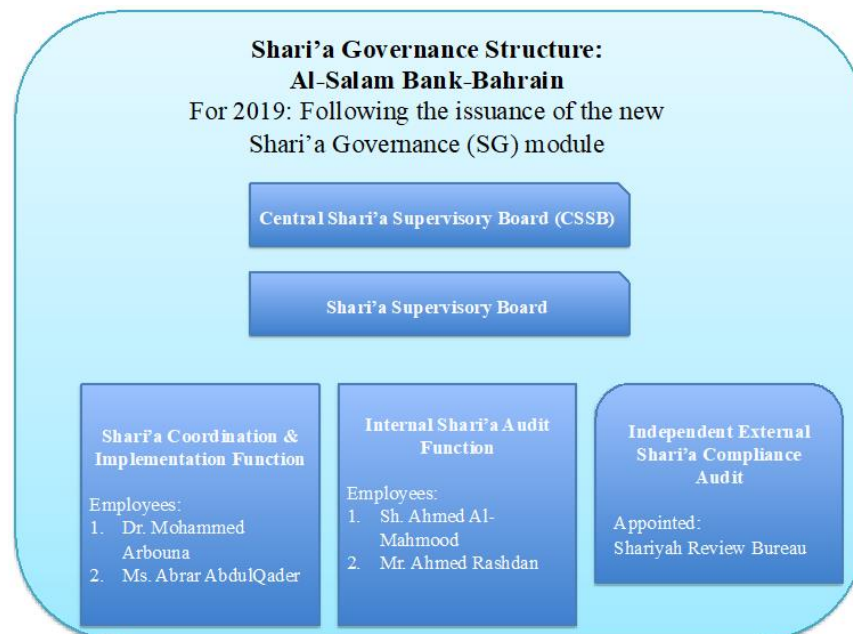 Shari’a Governance Structure:
Al-Salam Bank-Bahrain
For 2019: Following the issuance of the new
Shari’a Governance (SG) module
Central Shari’a Supervisory Board (CSSB)
Shari’a Supervisory Board
Shari’a Coordination &
Implementation Function
Employees:
1. Dr. Mohammed
Arbouna
2. Ms. Abrar AbdulQader
Internal Shari’a Audit
Function
Employees:
1. Sh. Ahmed Al-
Mahmood
2. Mr. Ahmed Rashdan
Independent External
Shari’a Compliance
Audit
Appointed:
Shariyah Review Bureau